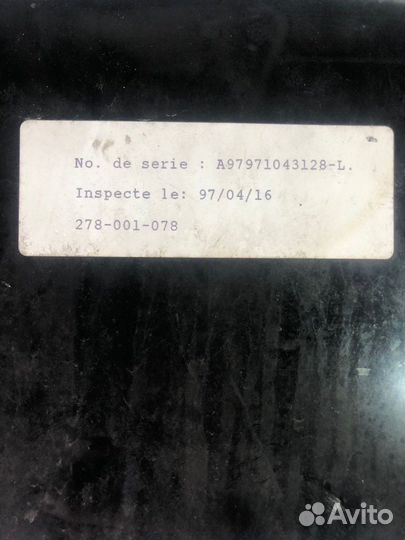 No. de serie : A97971043128-L.
Inspecte le: 97/04/16
278-001-078
Avito